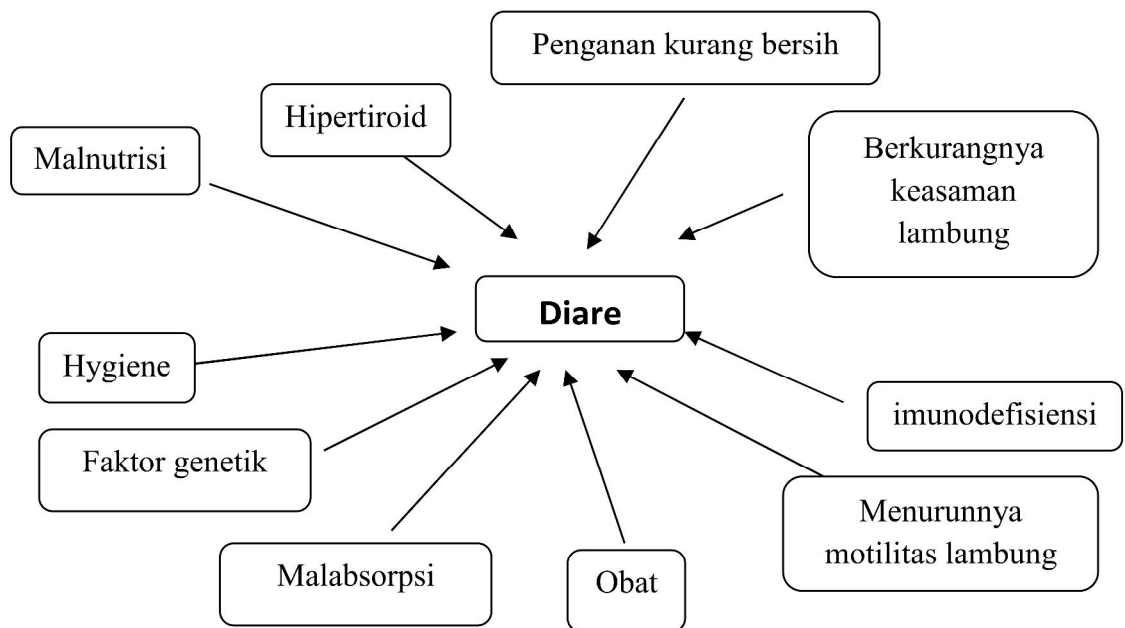 Penganan kurang bersih
Hipertiroid
Malnutrisi
Berkurangnya
keasaman
lambung
Diare
Hygiene
imunodefisiensi
Faktor genetik
Menurunnya
motilitas lambung
Malabsorpsi
Obat